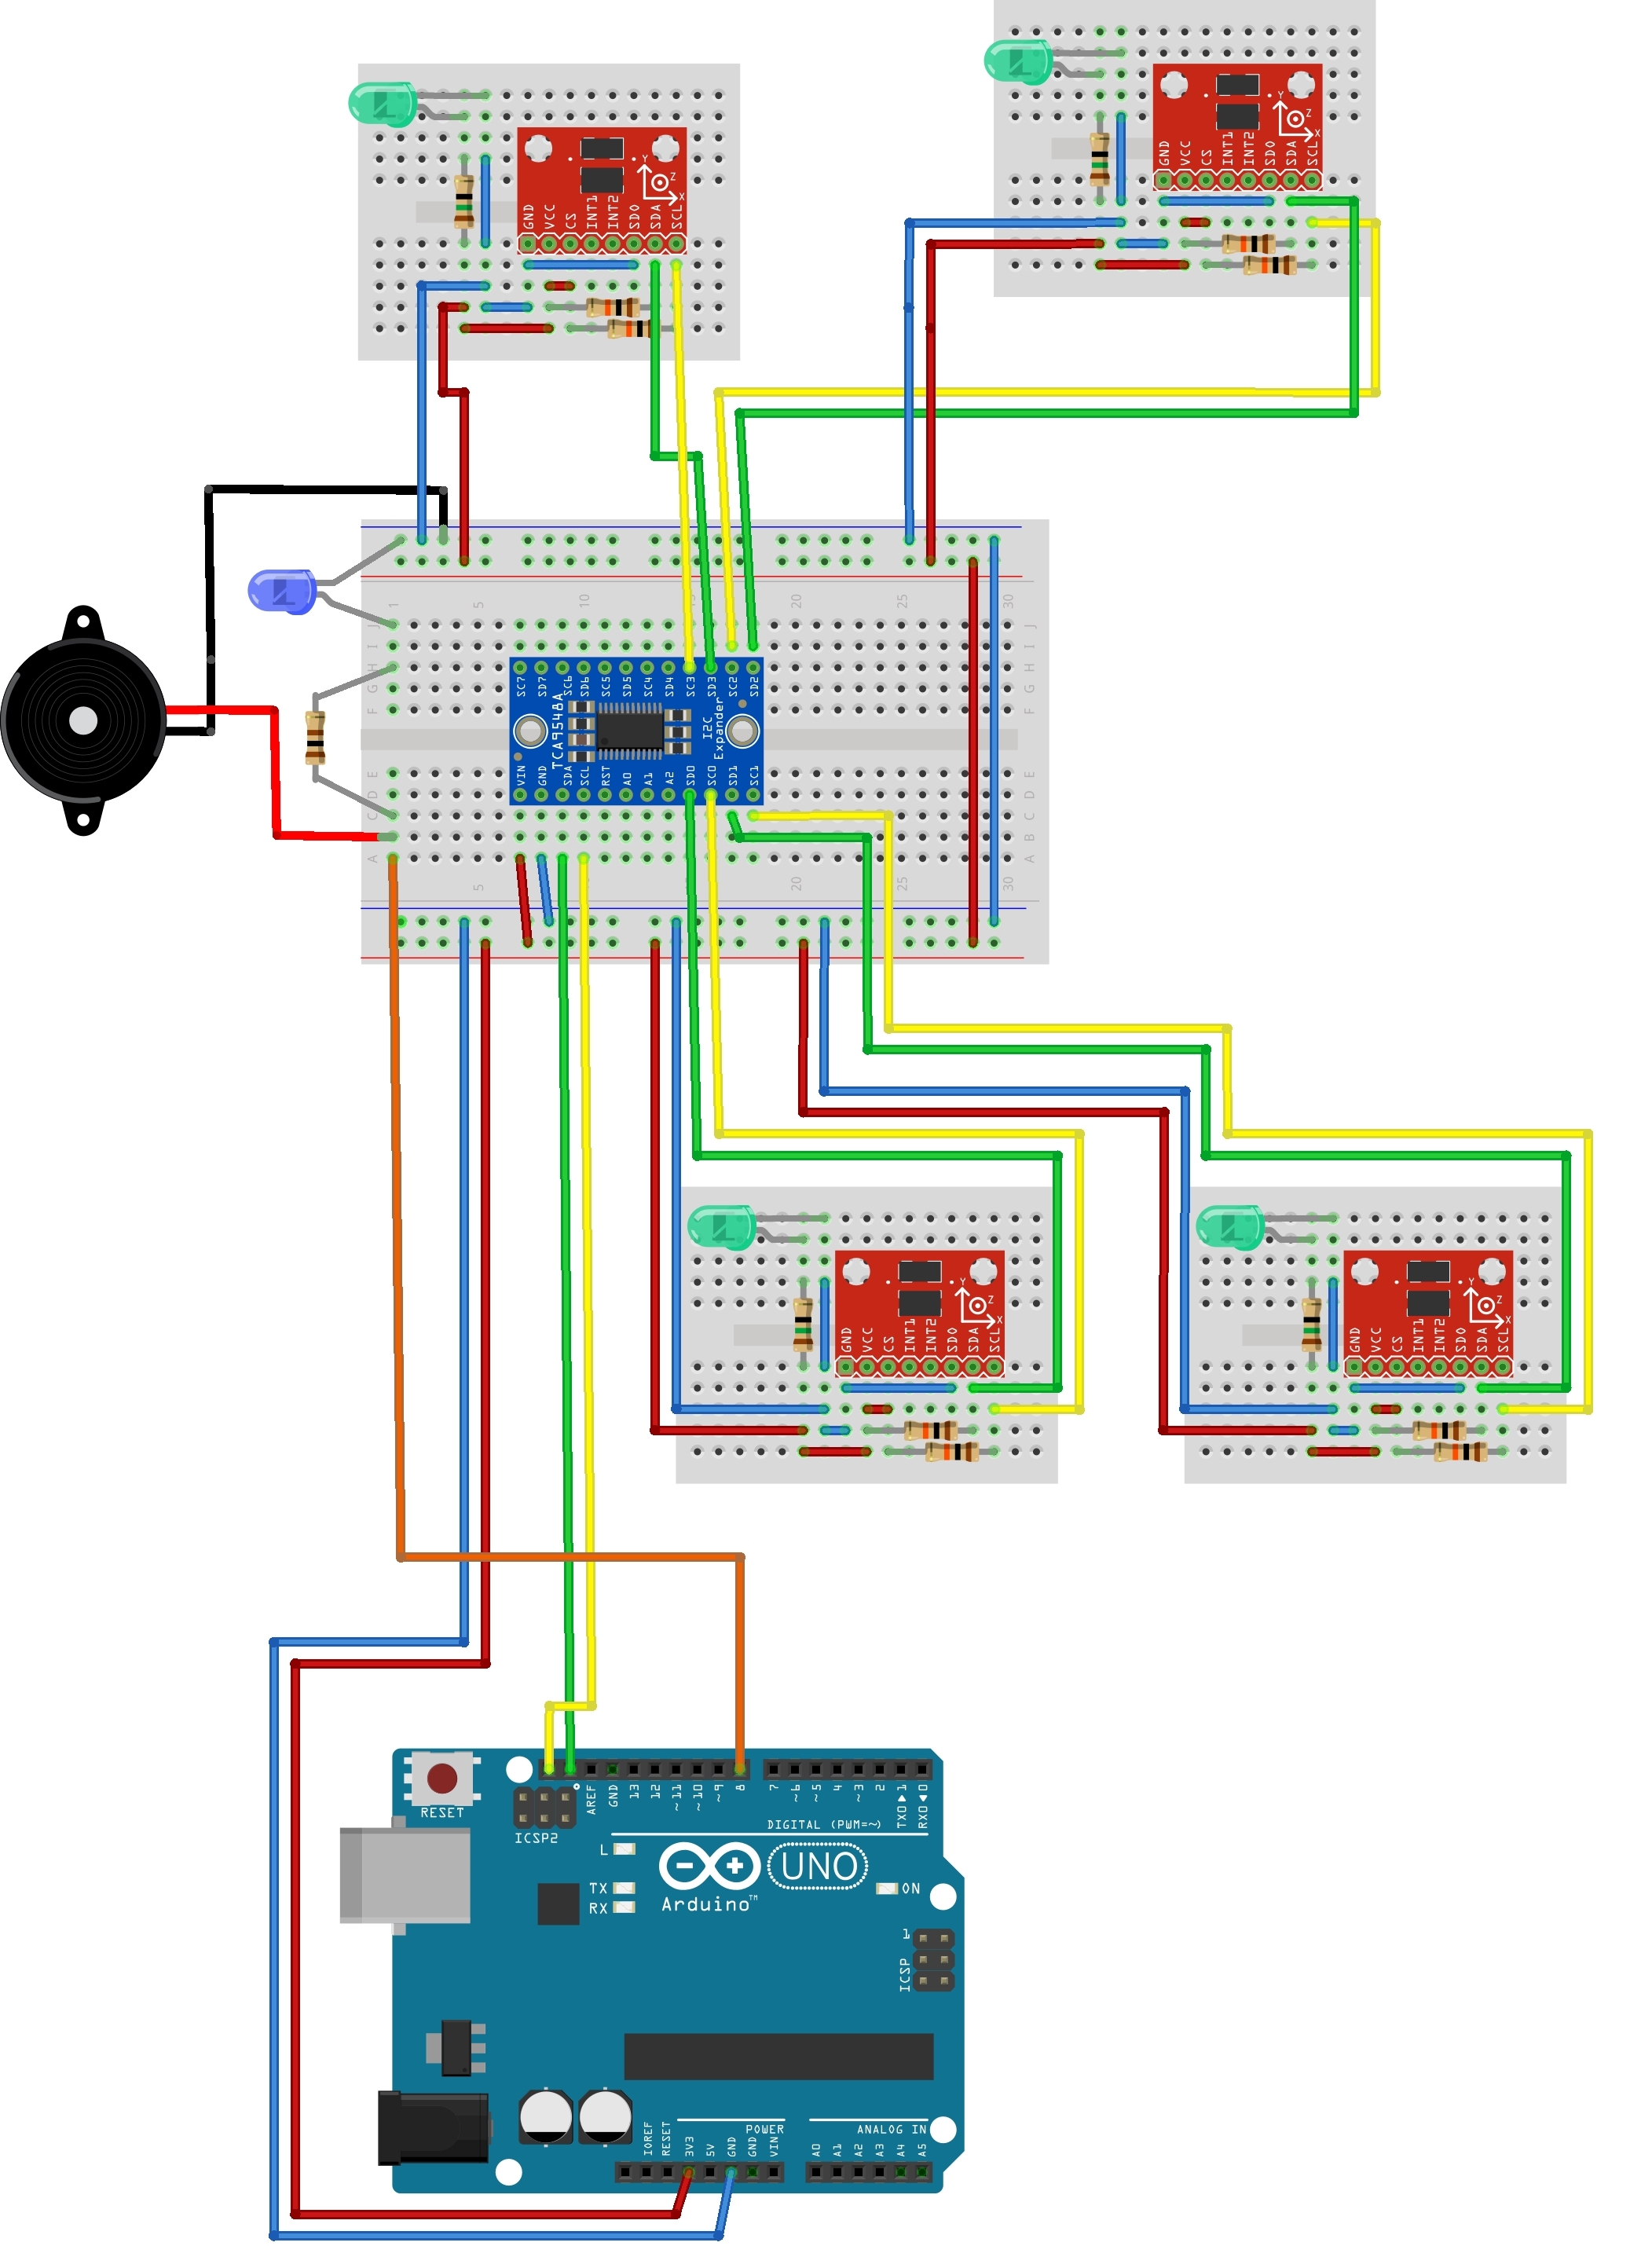 GND VCC CS INT1 INT2 SDO SDA SCL
Y Z X
GND VCC CS INT1 INT2 SDO SDA SCL
Y Z X
1 5 10 15 20 25 30
J J
I I
H H
G G
F F
SC7 SD7 SC6 SD6 SC5 SD5 SC4 SD4 SC3 SD3 SC2 SD2
TCA9548A
I2C
Expander
VIN GND SDA SCL RST A0 A1 A2 SD0 SC0 SD1 SC1
E E
D D
C C
B B
A A
5 20 25 30
GND VCC CS INT1 INT2 SDO SDA SCL
Y Z X
GND VCC CS INT1 INT2 SDO SDA SCL
Y Z X
RESET
ICSP2
AREF GND 13 12 ~11 ~10 ~9 8 7 ~6 ~5 4 ~3 2 TX0▶1 RX0◀0
DIGITAL (PWM=~)
L
TX
RX
UNO
Arduino™
ON
1
ICSP
POWER
ANALOG IN
IOREF RESET 3V3 5V GND GND VIN A0 A1 A2 A3 A4 A5